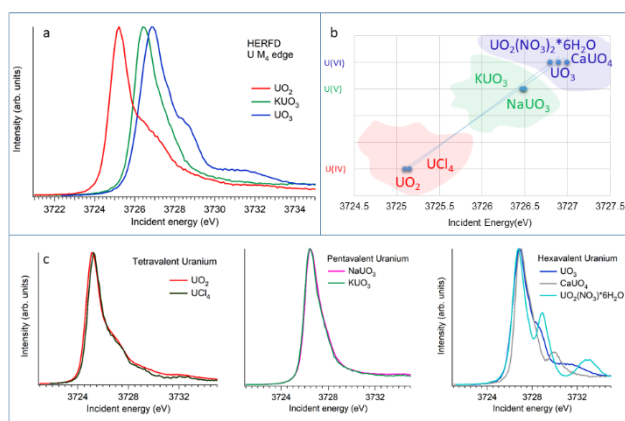 a
HERFD
U M₄ edge
UO₂
KUO₃
UO₃
Intensity (arb. units)
3722 3724 3726 3728 3730 3732 3734
Incident energy (eV)
b
UO₂(NO₃)₂*6H₂O
U(VI)
CaUO₄
UO₃
KUO₃
U(V)
NaUO₃
U(IV)
UCl₄
UO₂
3724.5 3725 3725.5 3726 3726.5 3727 3727.5
Incident Energy(eV)
c
Tetravalent Uranium
UO₂
UCl₄
Intensity (arb. units)
3724 3728 3732
Incident energy (eV)
Pentavalent Uranium
NaUO₃
KUO₃
Intensity (arb. units)
3724 3728 3732
Incident energy (eV)
Hexavalent Uranium
UO₃
CaUO₄
UO₂(NO₃)*6H₂O
Intensity (arb. units)
3724 3728 3732
Incident energy (eV)